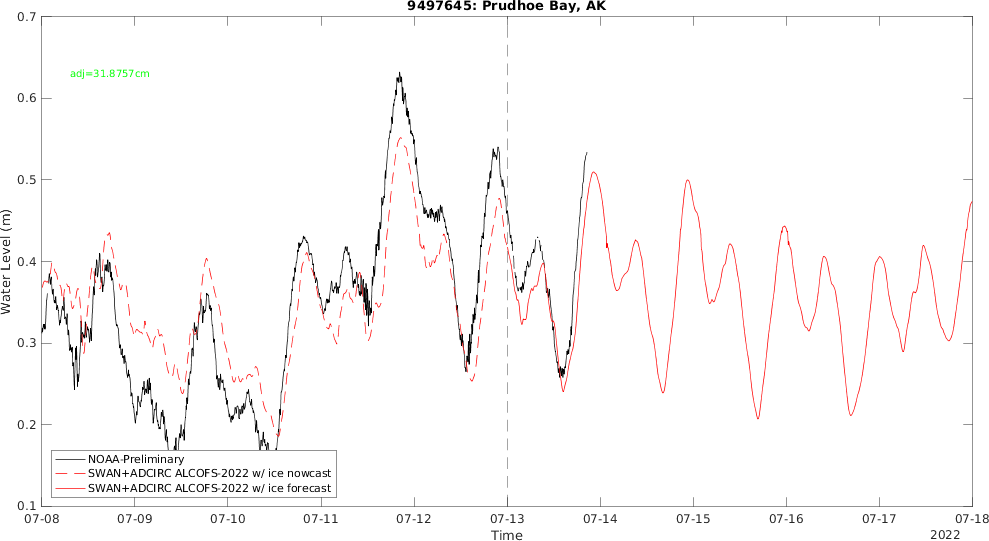 9497645: Prudhoe Bay, AK
0.7
adj=31.8757cm
0.6
0.5
Water Level (m)
0.4
0.3
0.2
0.1
NOAA-Preliminary
SWAN+ADCIRC ALCOFS-2022 w/ ice nowcast
SWAN+ADCIRC ALCOFS-2022 w/ ice forecast
07-08 07-09 07-10 07-11 07-12 07-13 07-14 07-15 07-16 07-17 07-18
Time
2022